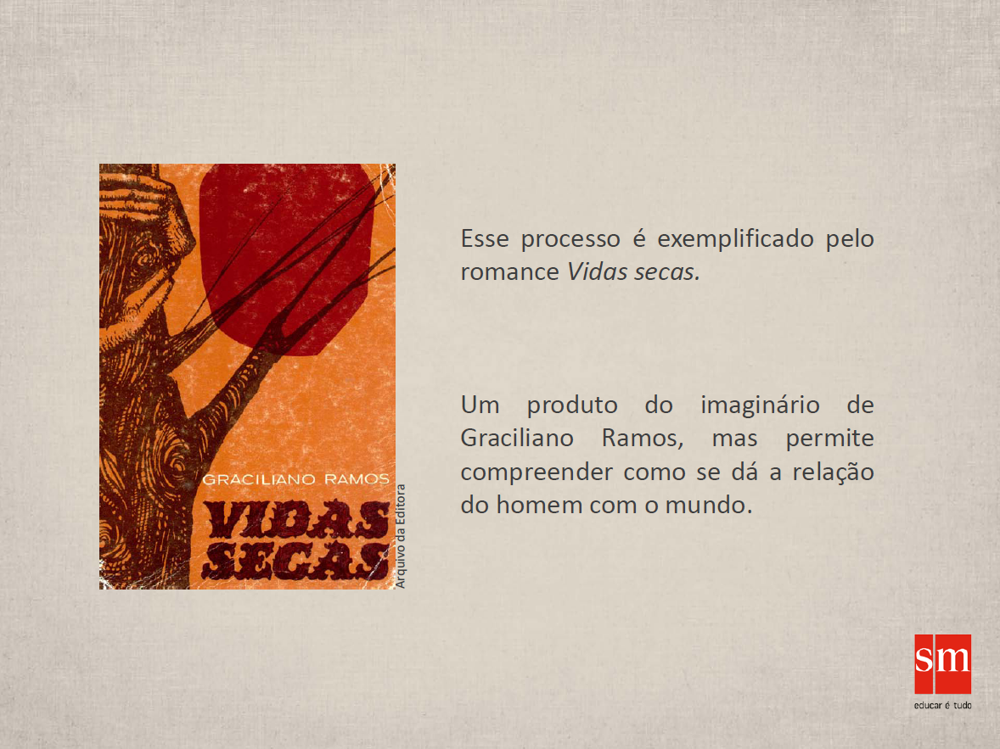 Esse processo é exemplificado pelo
romance Vidas secas.
Um produto do imaginário de
Graciliano Ramos, mas permite
compreender como se dá a relação
do homem com o mundo.
GRACILIANO RAMOS
VIDAS
SECAS
Arquivo da Editora
sm
educar é tudo